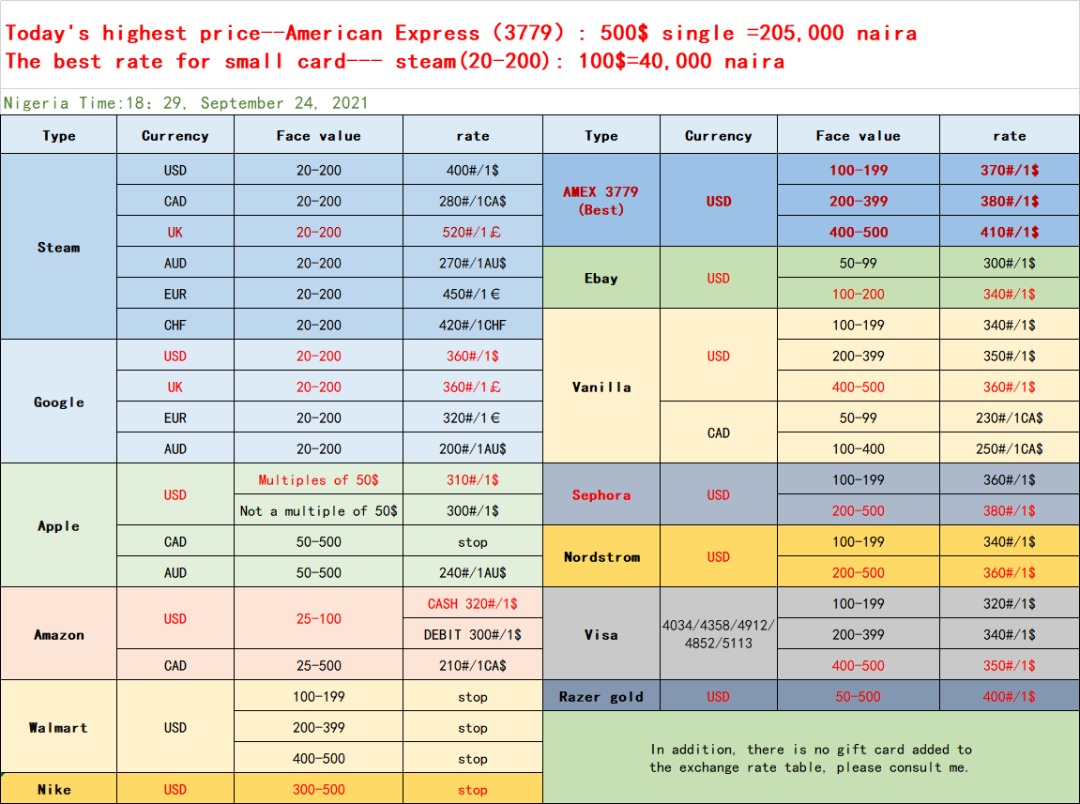 Today's highest price--American Express (3779) : 500$ single =205,000 naira
The best rate for small card--- steam(20-200): 100$=40,000 naira
Nigeria Time:18: 29, September 24, 2021
Type Currency Face value rate Type Currency Face value rate
Steam
USD 20-200 400#/1$
CAD 20-200 280#/1CA$
UK 20-200 520#/1£
AUD 20-200 270#/1AU$
EUR 20-200 450#/1€
CHF 20-200 420#/1CHF
Google
USD 20-200 360#/1$
UK 20-200 360#/1£
EUR 20-200 320#/1€
AUD 20-200 200#/1AU$
Apple
USD
Multiples of 50$ 310#/1$
Not a multiple of 50$ 300#/1$
CAD 50-500 stop
AUD 50-500 240#/1AU$
Amazon
USD 25-100
CASH 320#/1$
DEBIT 300#/1$
CAD 25-500 210#/1CA$
Walmart
USD
100-199 stop
200-399 stop
400-500 stop
Nike USD 300-500 stop
AMEX 3779
(Best)
USD
100-199 370#/1$
200-399 380#/1$
400-500 410#/1$
Ebay
USD
50-99 300#/1$
100-200 340#/1$
Vanilla
USD
100-199 340#/1$
200-399 350#/1$
400-500 360#/1$
CAD
50-99 230#/1CA$
100-400 250#/1CA$
Sephora
USD
100-199 360#/1$
200-500 380#/1$
Nordstrom
USD
100-199 340#/1$
200-500 360#/1$
Visa
4034/4358/4912/
4852/5113
100-199 320#/1$
200-399 340#/1$
400-500 350#/1$
Razer gold USD 50-500 400#/1$
In addition, there is no gift card added to
the exchange rate table, please consult me.